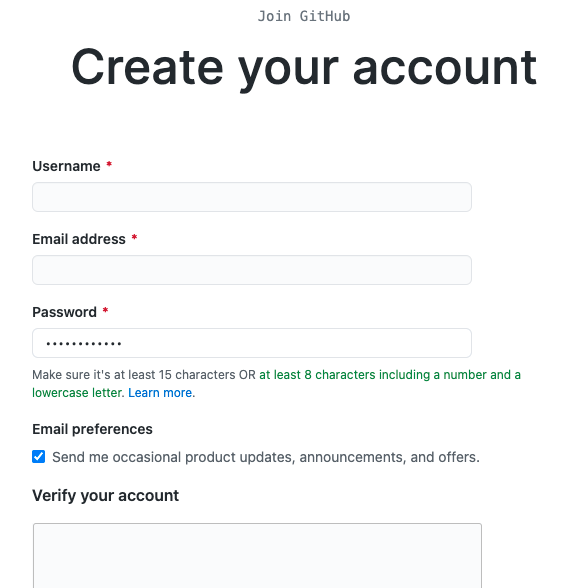 Join GitHub
Create your account
Username *
Email address *
Password *
••••••••••••
Make sure it's at least 15 characters OR at least 8 characters including a number and a
lowercase letter. Learn more.
Email preferences
Send me occasional product updates, announcements, and offers.
Verify your account